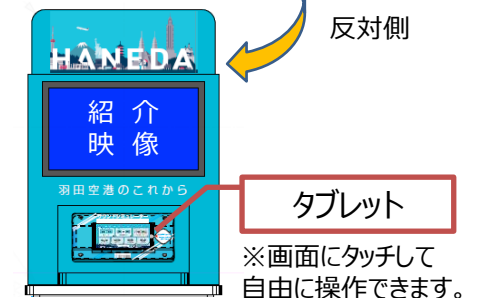 反対側
HANEDA
紹介
映像
羽田空港のこれから
タブレット
※画面にタッチして
自由に操作できます。